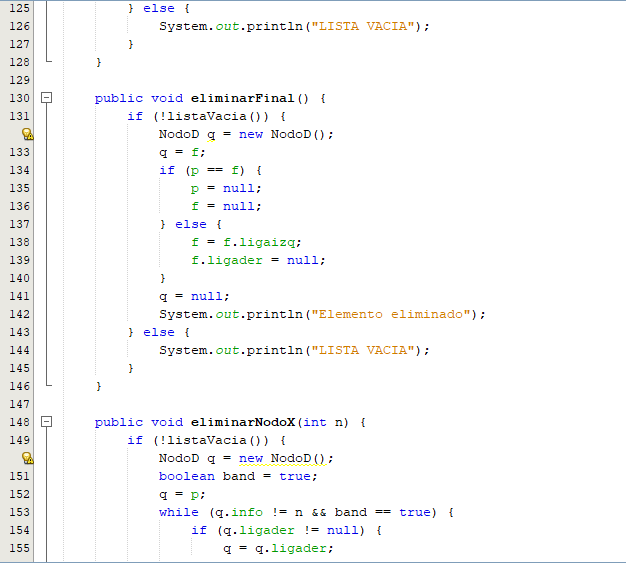 125 } else {
126 System.out.println("LISTA VACIA");
127 }
128 }
129
130 public void eliminarFinal() {
131 if (!listaVacia()) {
NodoD q = new NodoD();
133 q = f;
134 if (p == f) {
135 p = null;
136 f = null;
137 } else {
138 f = f.ligaizq;
139 f.ligader = null;
140 }
141 q = null;
142 System.out.println("Elemento eliminado");
143 } else {
144 System.out.println("LISTA VACIA");
145 }
146 }
147
148 public void eliminarNodoX(int n) {
149 if (!listaVacia()) {
NodoD q = new NodoD();
151 boolean band = true;
152 q = p;
153 while (q.info != n && band == true) {
154 if (q.ligader != null) {
155 q = q.ligader;